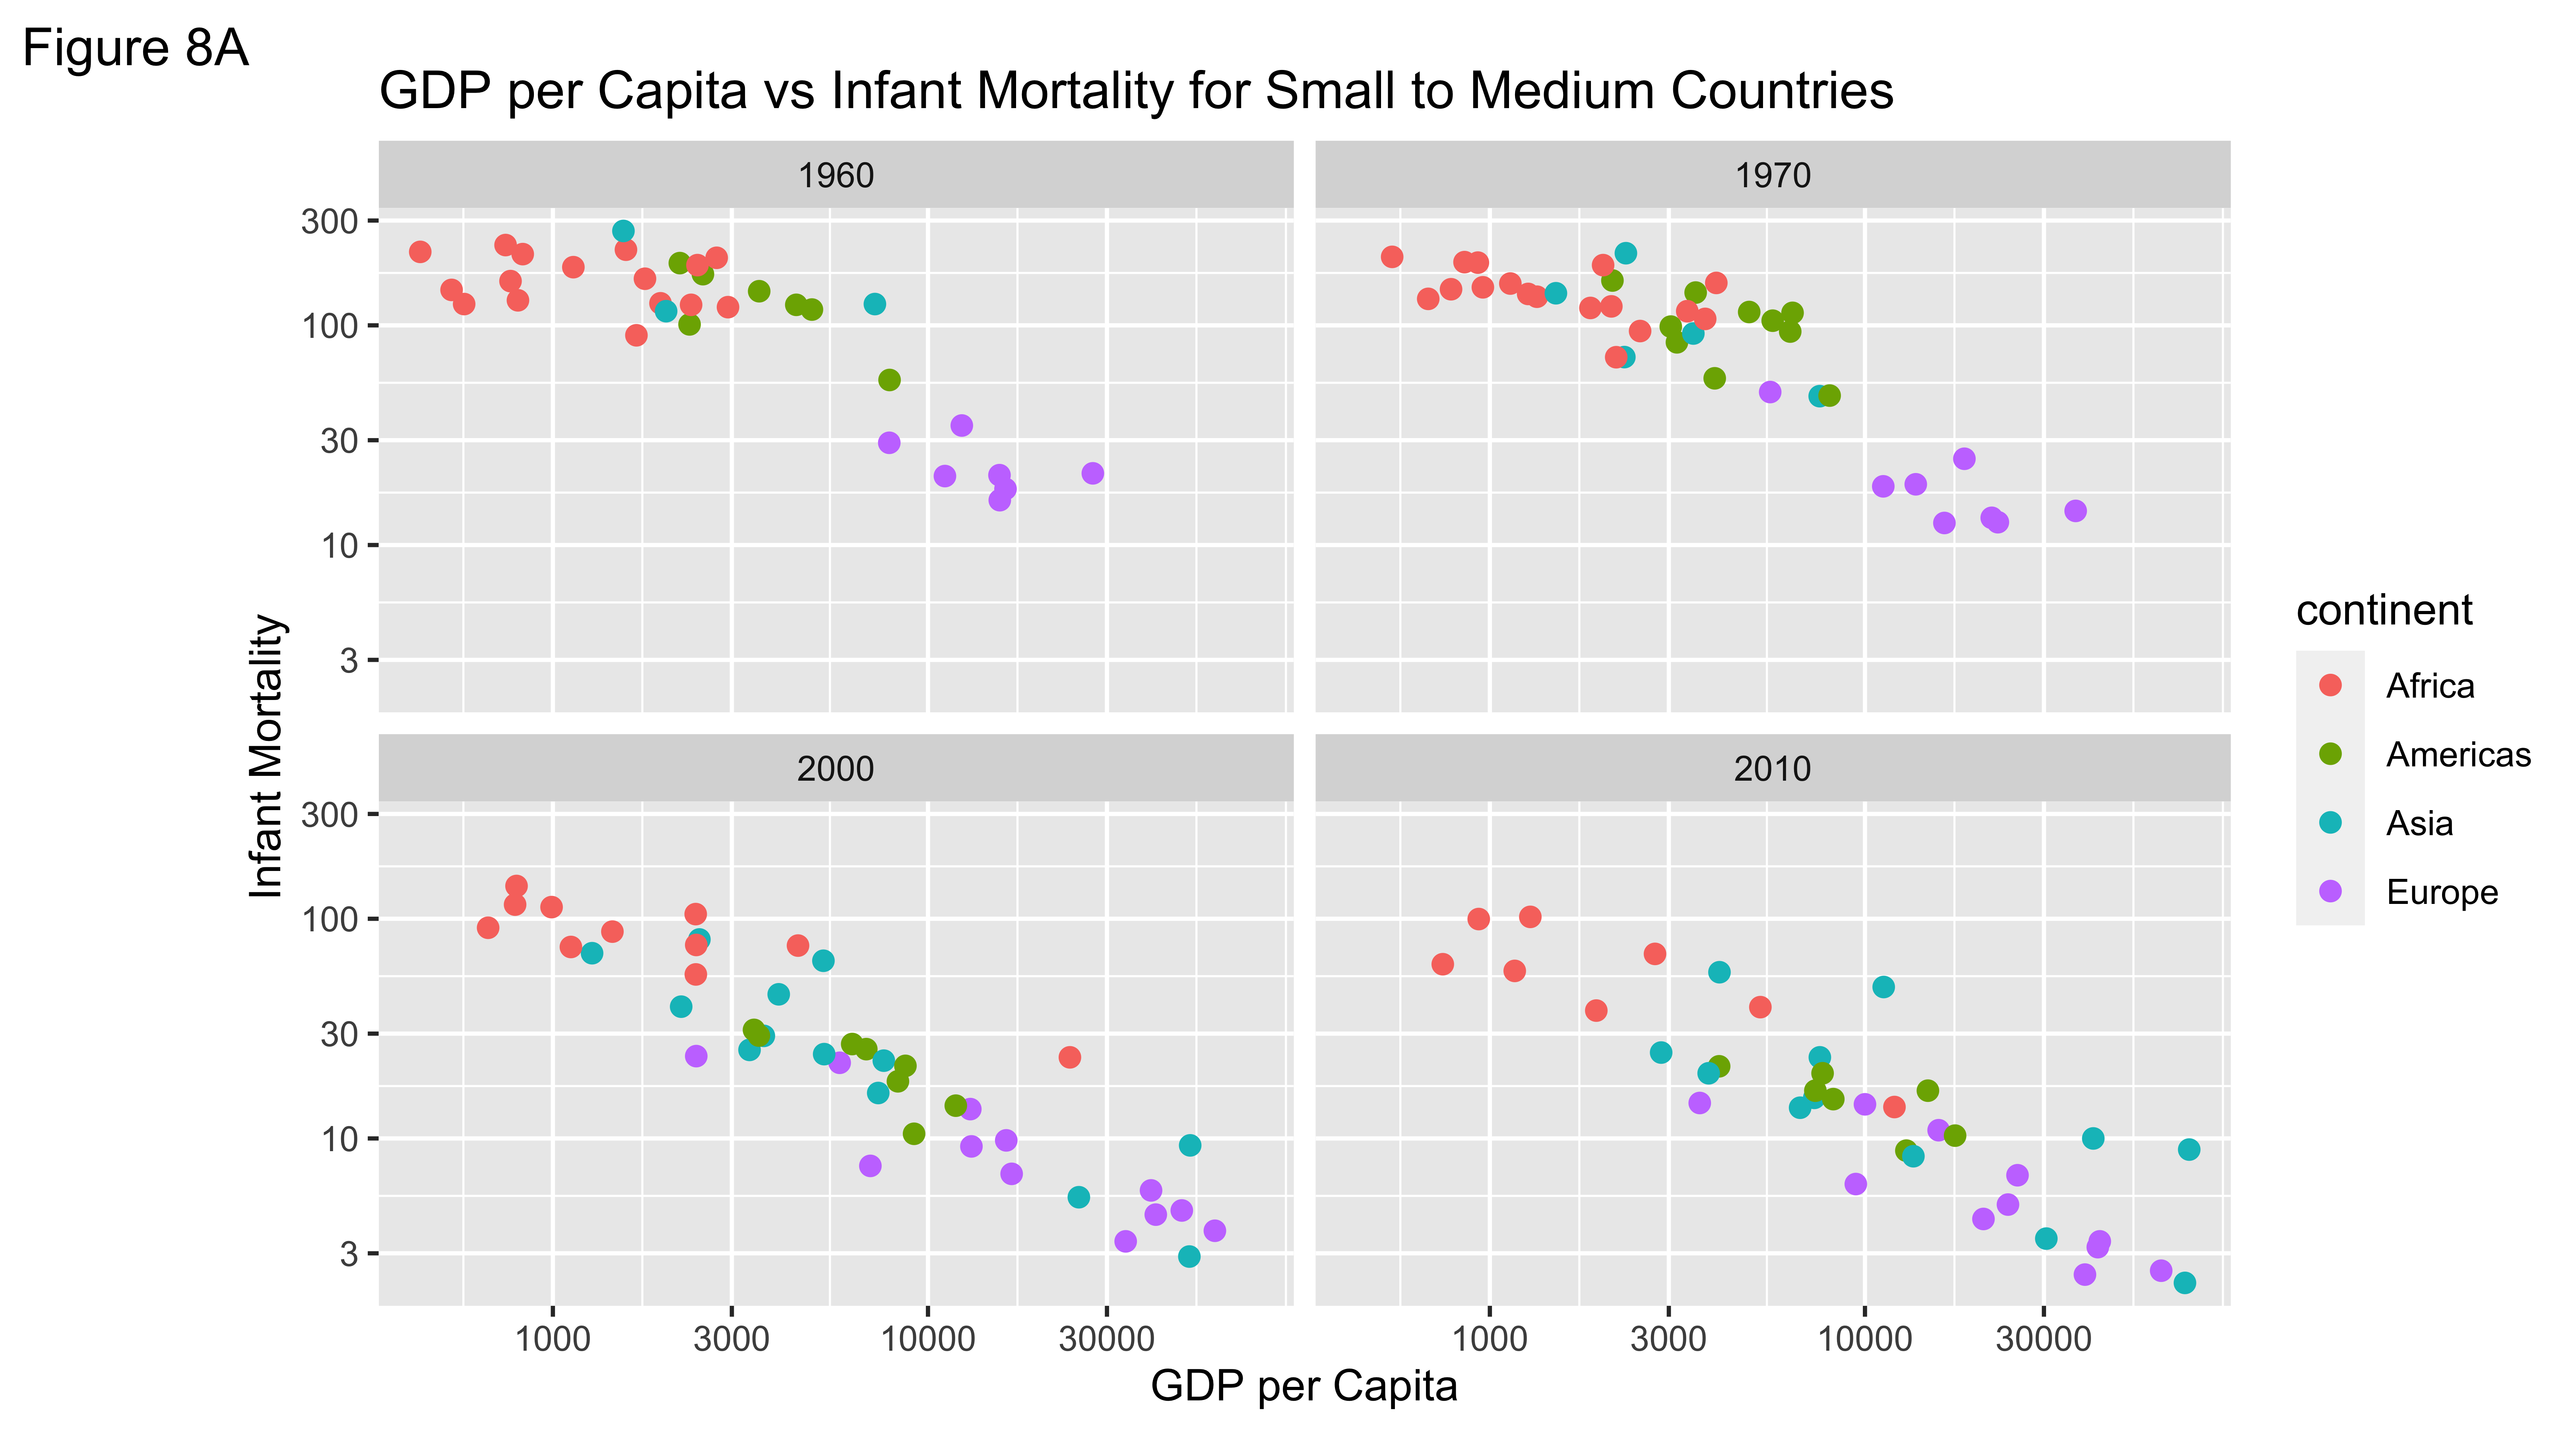 Figure 8A
GDP per Capita vs Infant Mortality for Small to Medium Countries
1960
1970
300
100
30
10
3
2000
2010
300
100
30
10
3
1000
3000
10000
30000
1000
3000
10000
30000
GDP per Capita
Infant Mortality
continent
Africa
Americas
Asia
Europe